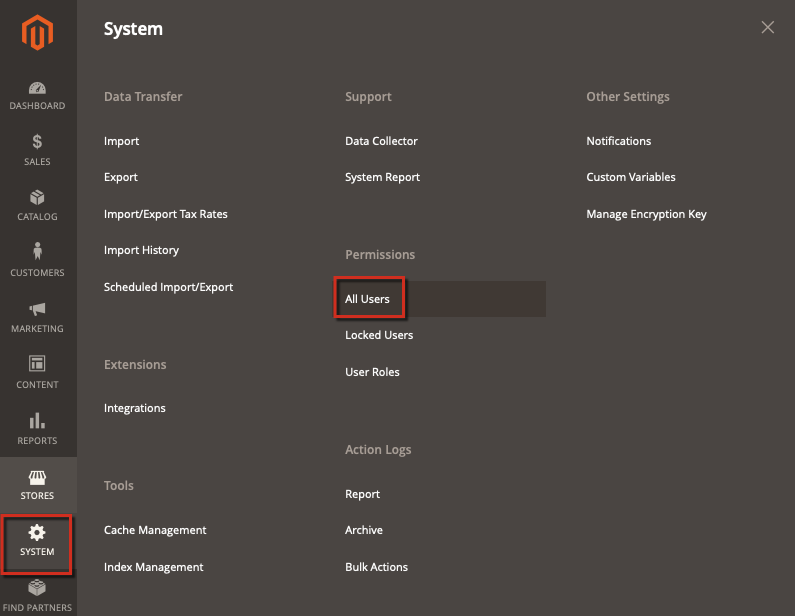 System
DASHBOARD
SALES
CATALOG
CUSTOMERS
MARKETING
CONTENT
REPORTS
STORES
SYSTEM
FIND PARTNERS
Data Transfer
Import
Export
Import/Export Tax Rates
Import History
Scheduled Import/Export
Extensions
Integrations
Tools
Cache Management
Index Management
Support
Data Collector
System Report
Permissions
All Users
Locked Users
User Roles
Action Logs
Report
Archive
Bulk Actions
Other Settings
Notifications
Custom Variables
Manage Encryption Key